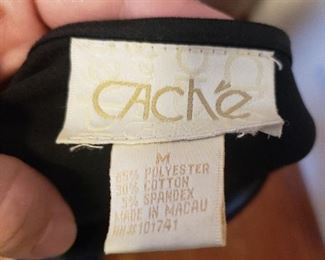 CAChé
M
65% POLYESTER
30% COTTON
5% SPANDEX
MADE IN MACAU
RN#101741